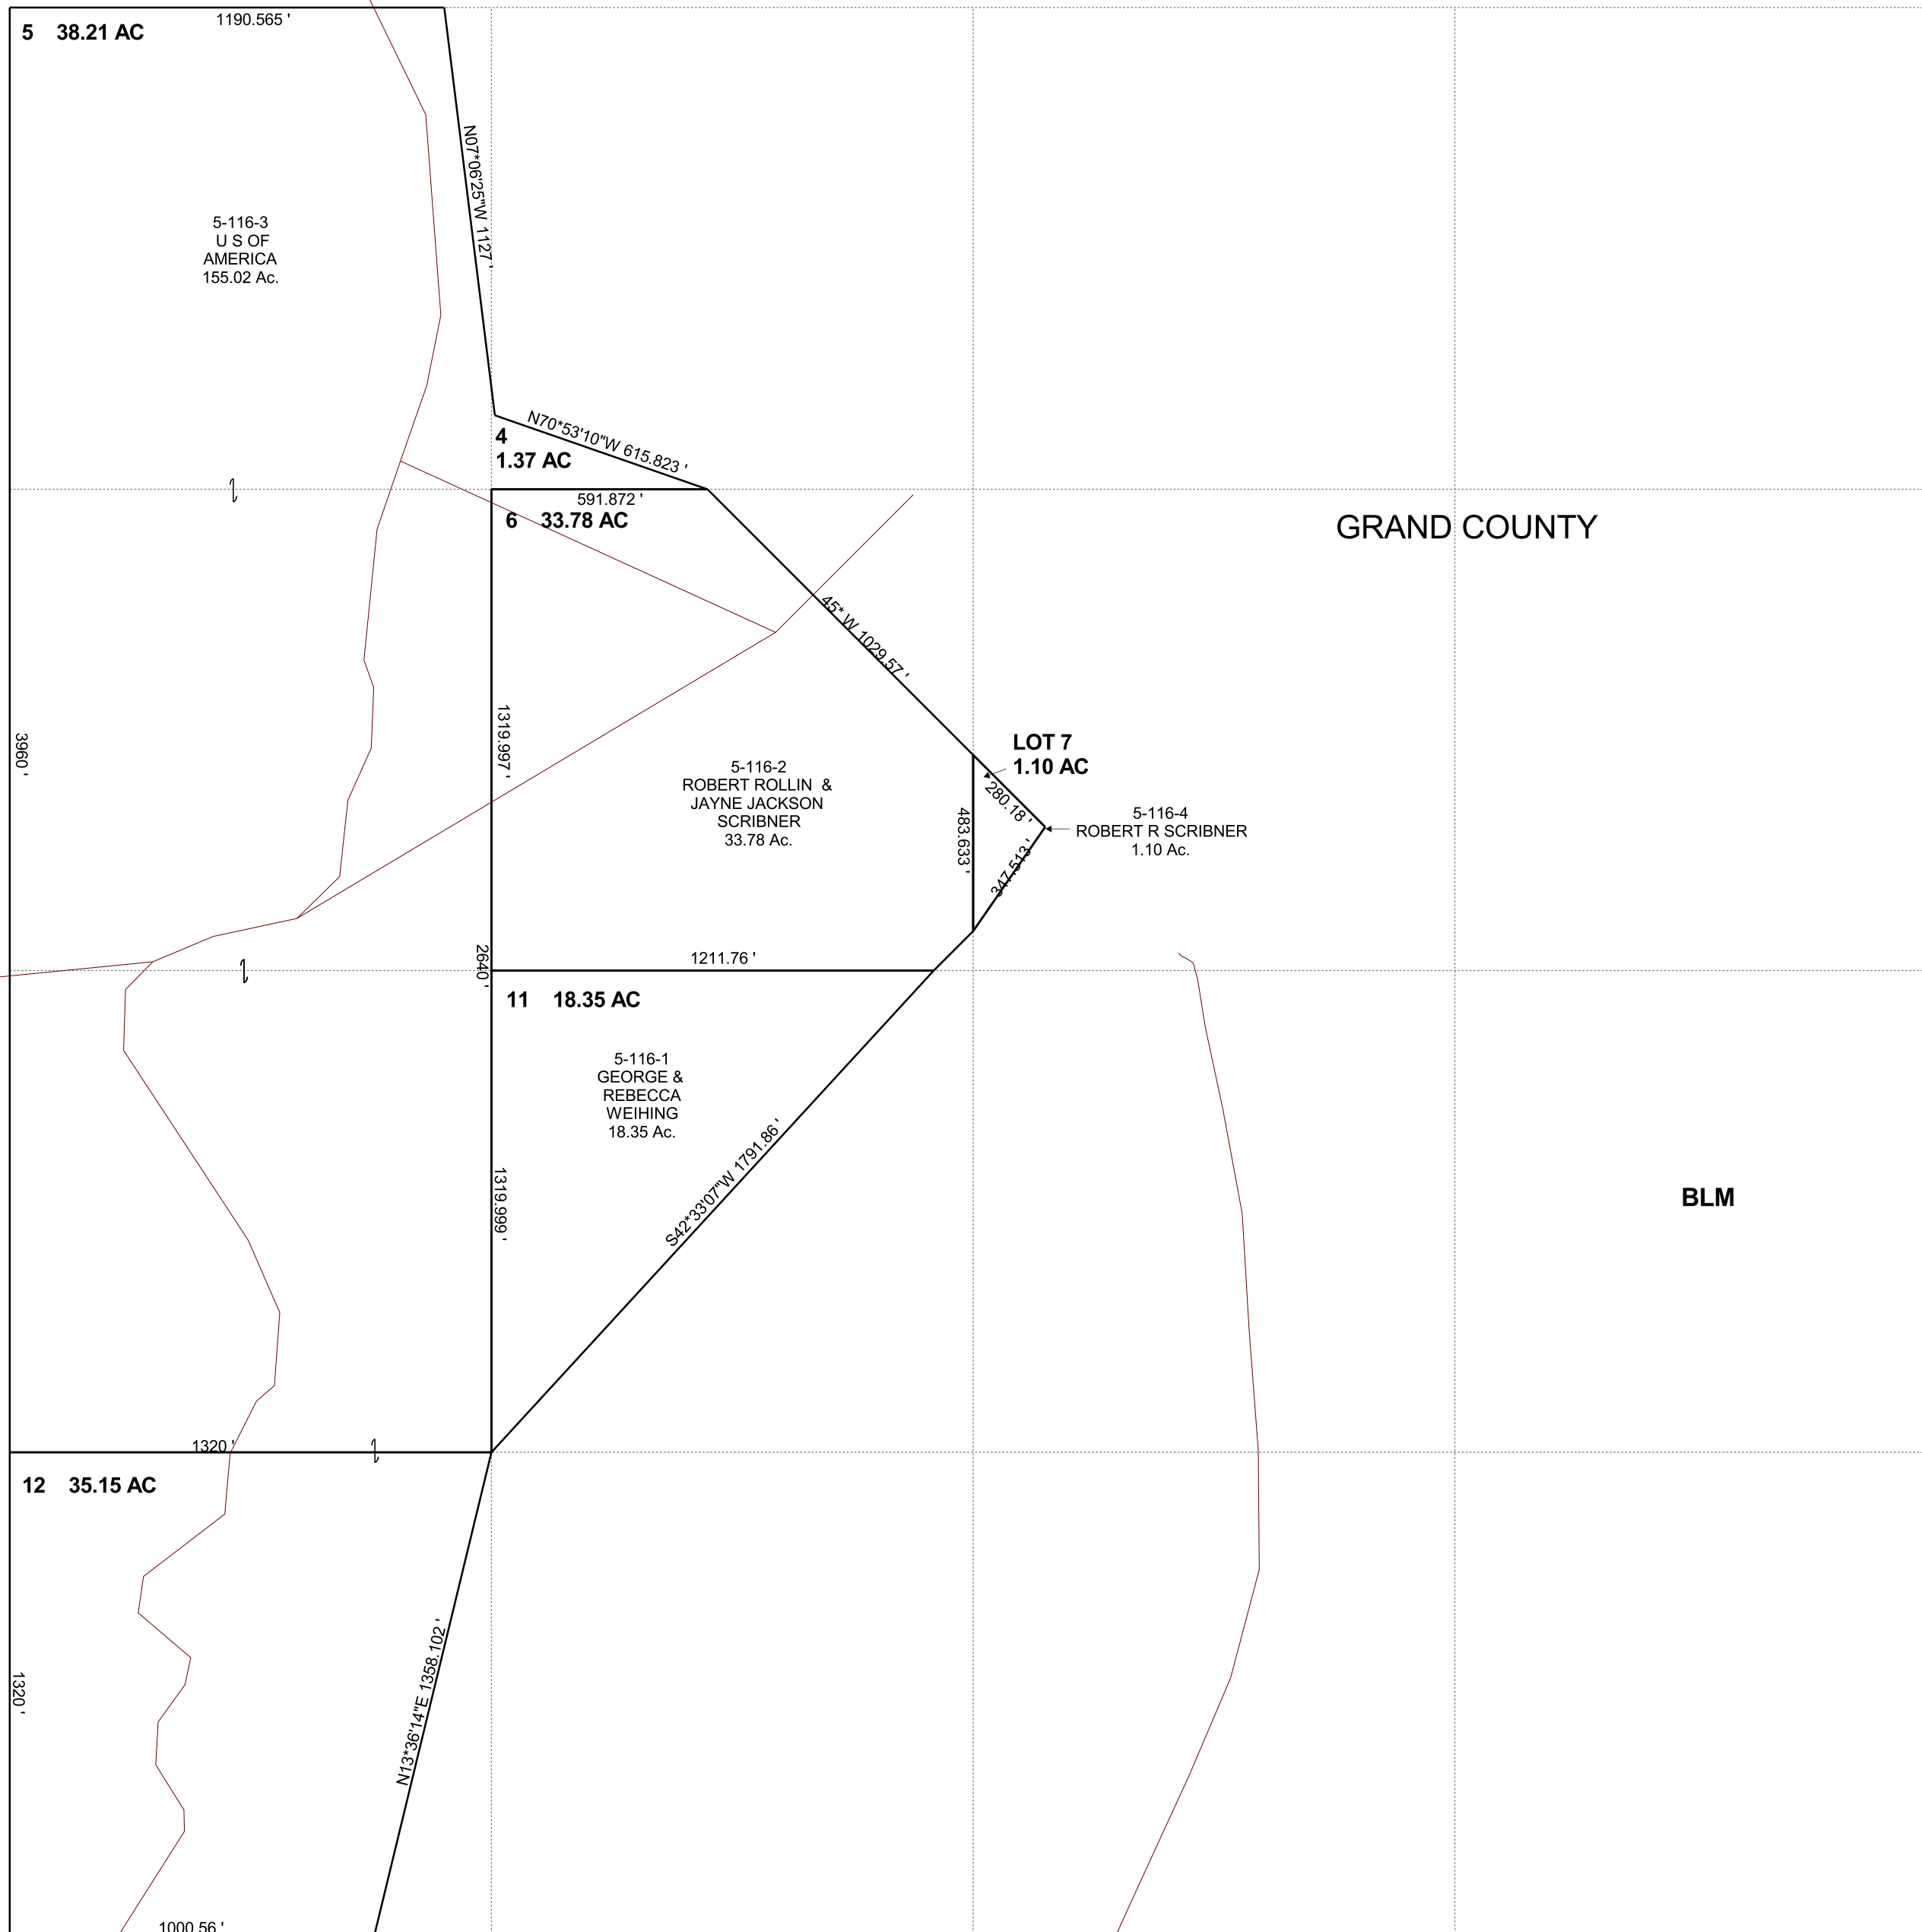 1190.565 '
5 38.21 AC
N07*06'25"W 1127 '
5-116-3
U S OF
AMERICA
155.02 Ac.
N70*53'10"W 615.823 '
4
1.37 AC
591.872 '
6 33.78 AC
GRAND COUNTY
45* W 1029.57 '
1319.997 '
3960 '
LOT 7
1.10 AC
280.18 '
483.633 '
347.513 '
5-116-2
ROBERT ROLLIN &
JAYNE JACKSON
SCRIBNER
33.78 Ac.
5-116-4
ROBERT R SCRIBNER
1.10 Ac.
2640 '
1211.76 '
11 18.35 AC
5-116-1
GEORGE &
REBECCA
WEIHING
18.35 Ac.
S42*33'07"W 1791.86 '
1319.999 '
BLM
1320 '
12 35.15 AC
N13*36'14"E 1358.102 '
1320 '
1000.56 '